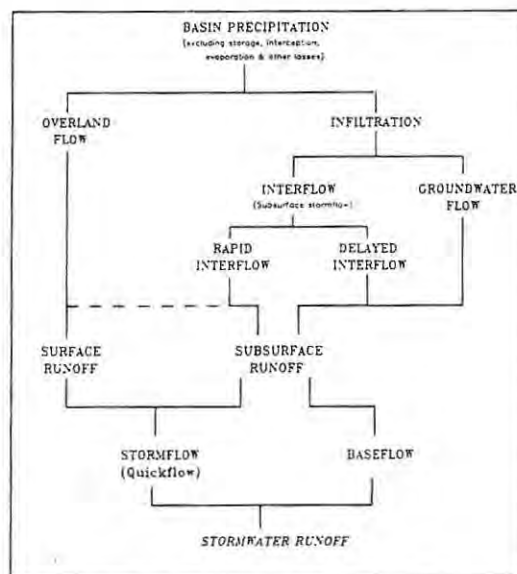 BASIN PRECIPITATION
(excluding storage, interception,
evaporation & other losses)
OVERLAND
FLOW
INFILTRATION
INTERFLOW
(Subsurface stormflow)
GROUNDWATER
FLOW
RAPID
INTERFLOW
DELAYED
INTERFLOW
SURFACE
RUNOFF
SUBSURFACE
RUNOFF
STORMFLOW
(Quickflow)
BASEFLOW
STORMWATER RUNOFF